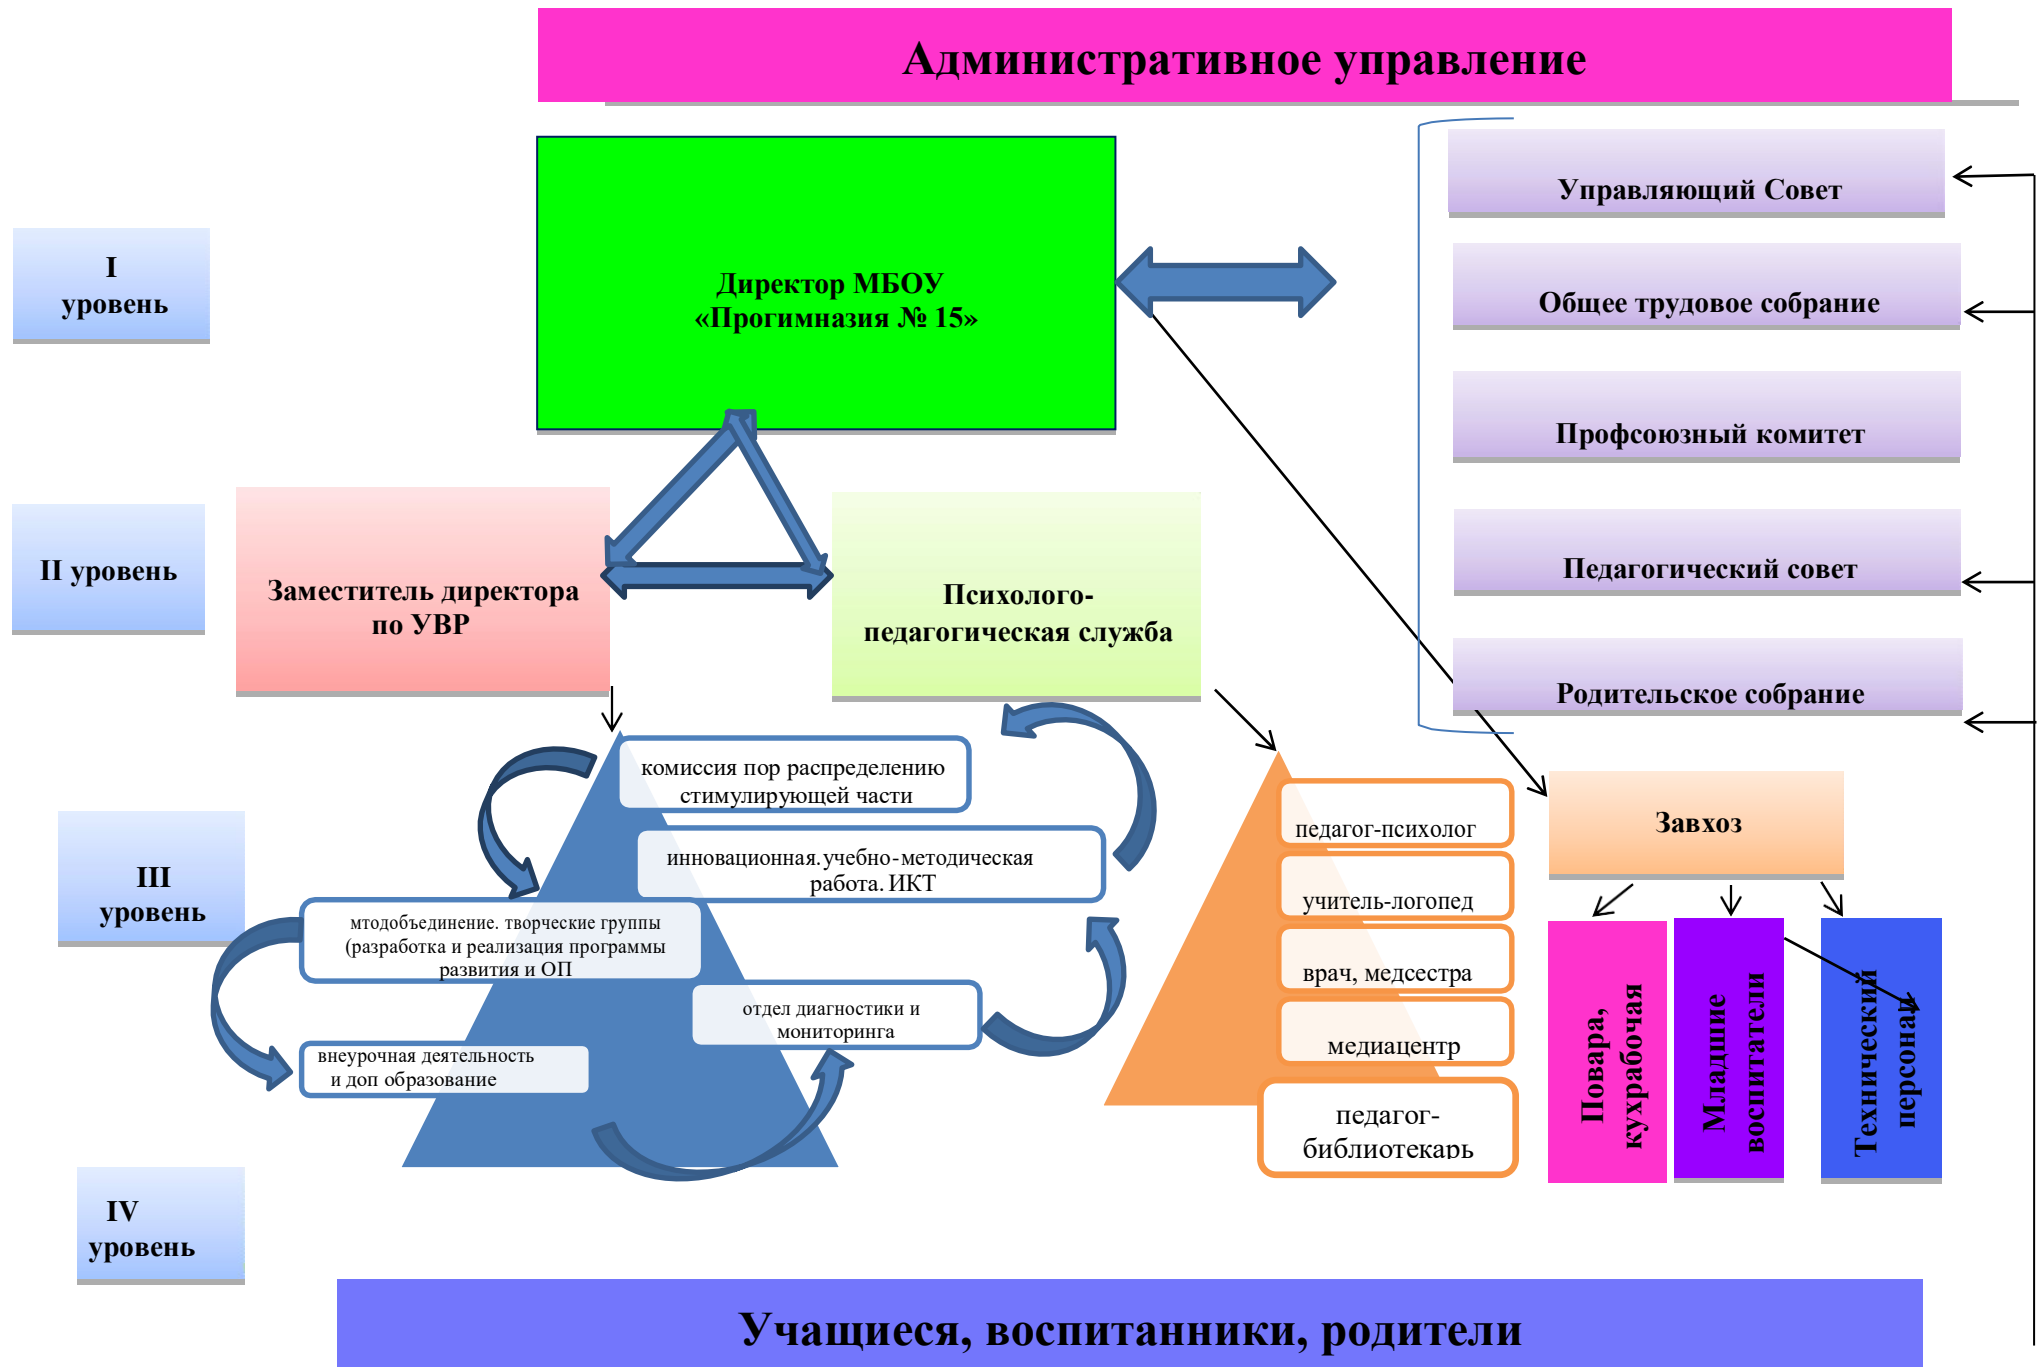 Административное управление
Управляющий Совет
I
уровень
Директор МБОУ
«Прогимназия № 15»
Общее трудовое собрание
Профсоюзный комитет
II уровень
Заместитель директора
по УВР
Психолого-
педагогическая служба
Педагогический совет
Родительское собрание
III
уровень
комиссия пор распределению
стимулирующей части
инновационная.учебно-методическая
работа. ИКТ
мтодобъединение. творческие группы
(разработка и реализация программы
развития и ОП
отдел диагностики и
мониторинга
внеурочная деятельность
и доп образование
педагог-психолог
учитель-логопед
врач, медсестра
медиацентр
педагог-
библиотекарь
Завхоз
Повара,
кухрабочая
Младшие
воспитатели
Технический
персонад
IV
уровень
Учащиеся, воспитанники, родители